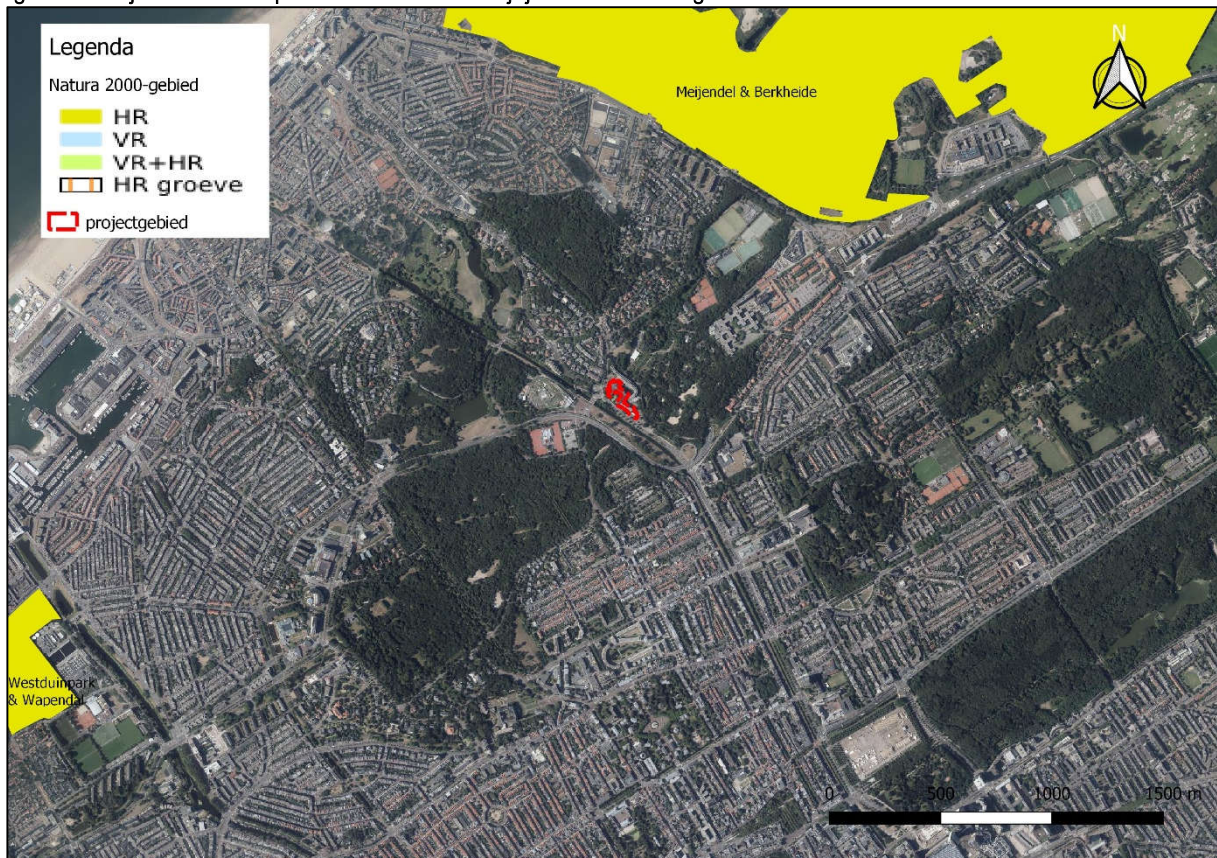 Legenda
Natura 2000-gebied
HR
VR
VR+HR
HR groeve
projectgebied
Meijendel & Berkheide
N
Westduinpark
& Wapendal
0 500 1000 1500 m